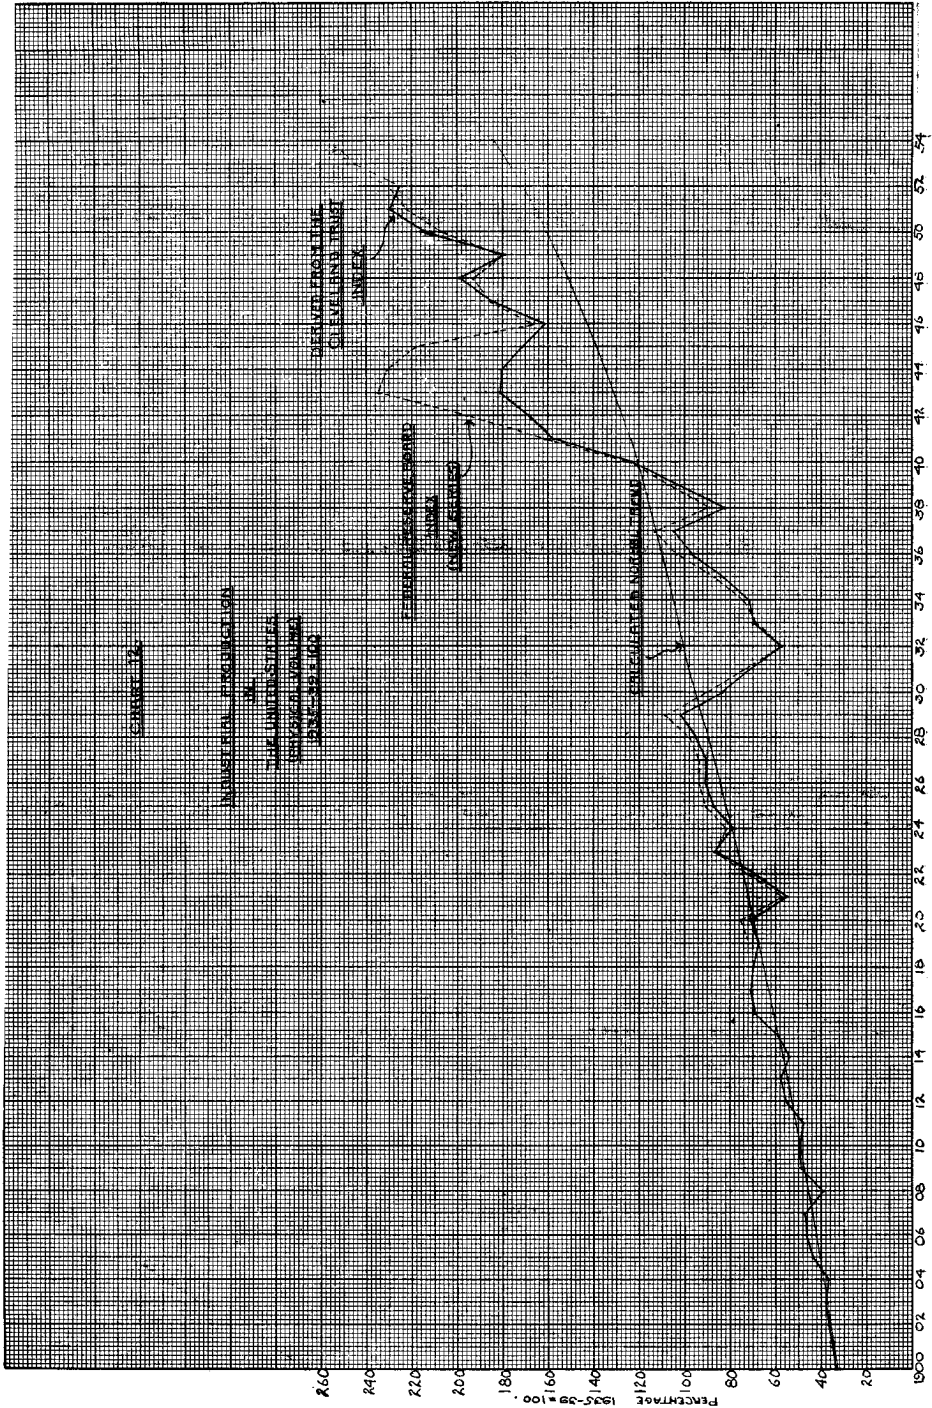 CHART 12
INDUSTRIAL PRODUCTION
IN
THE UNITED STATES
(PHYSICAL VOLUME)
1935-39=100
DERIVED FROM THE
CLEVELAND TRUST
INDEX
FEDERAL RESERVE BOARD
INDEX
(NEW SERIES)
CALCULATED NORMAL TREND
PERCENTAGE
1935-39=100.
260
240
220
200
180
160
140
120
100
80
60
40
20
1900 02 04 06 08 10 12 14 16 18 20 22 24 26 28 30 32 34 36 38 40 42 44 46 48 50 52 54